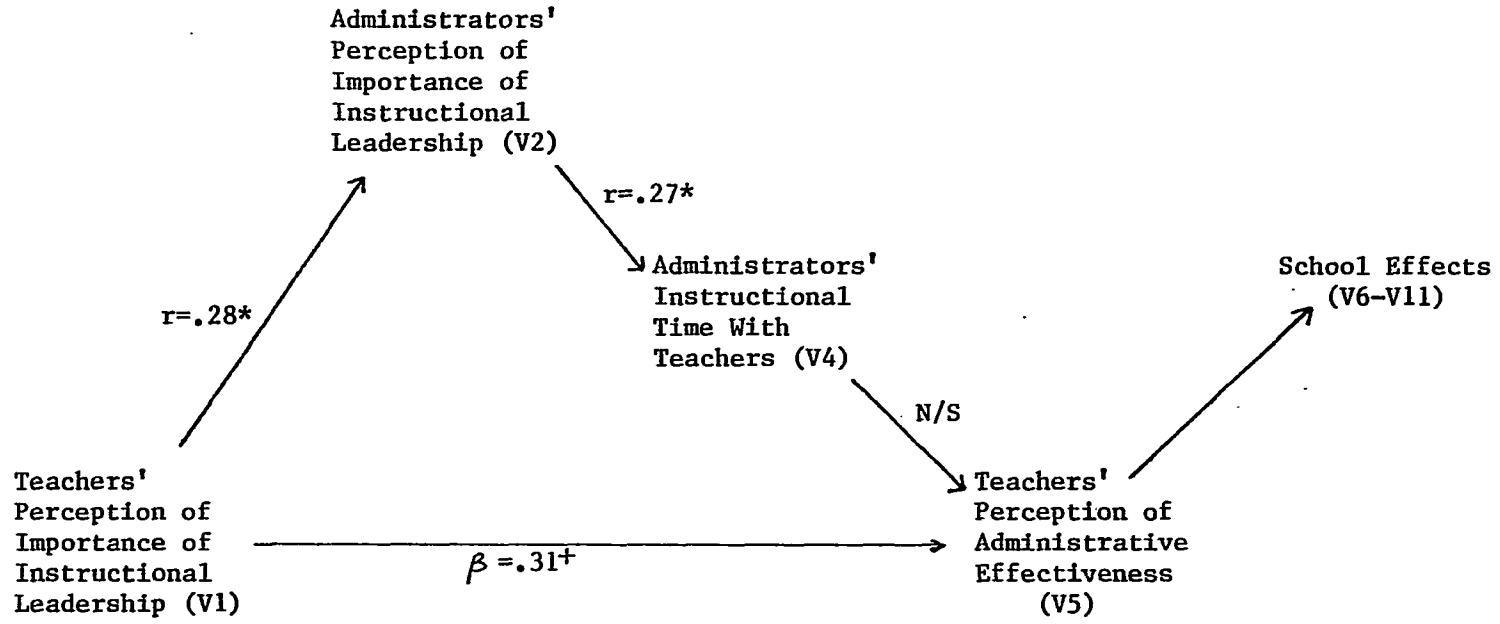 Administrators'
Perception of
Importance of
Instructional
Leadership (V2)
r=.28*
r=.27*
Administrators'
Instructional
Time With
Teachers (V4)
School Effects
(V6-V11)
N/S
Teachers'
Perception of
Importance of
Instructional
Leadership (V1)
β =.31+
Teachers'
Perception of
Administrative
Effectiveness
(V5)